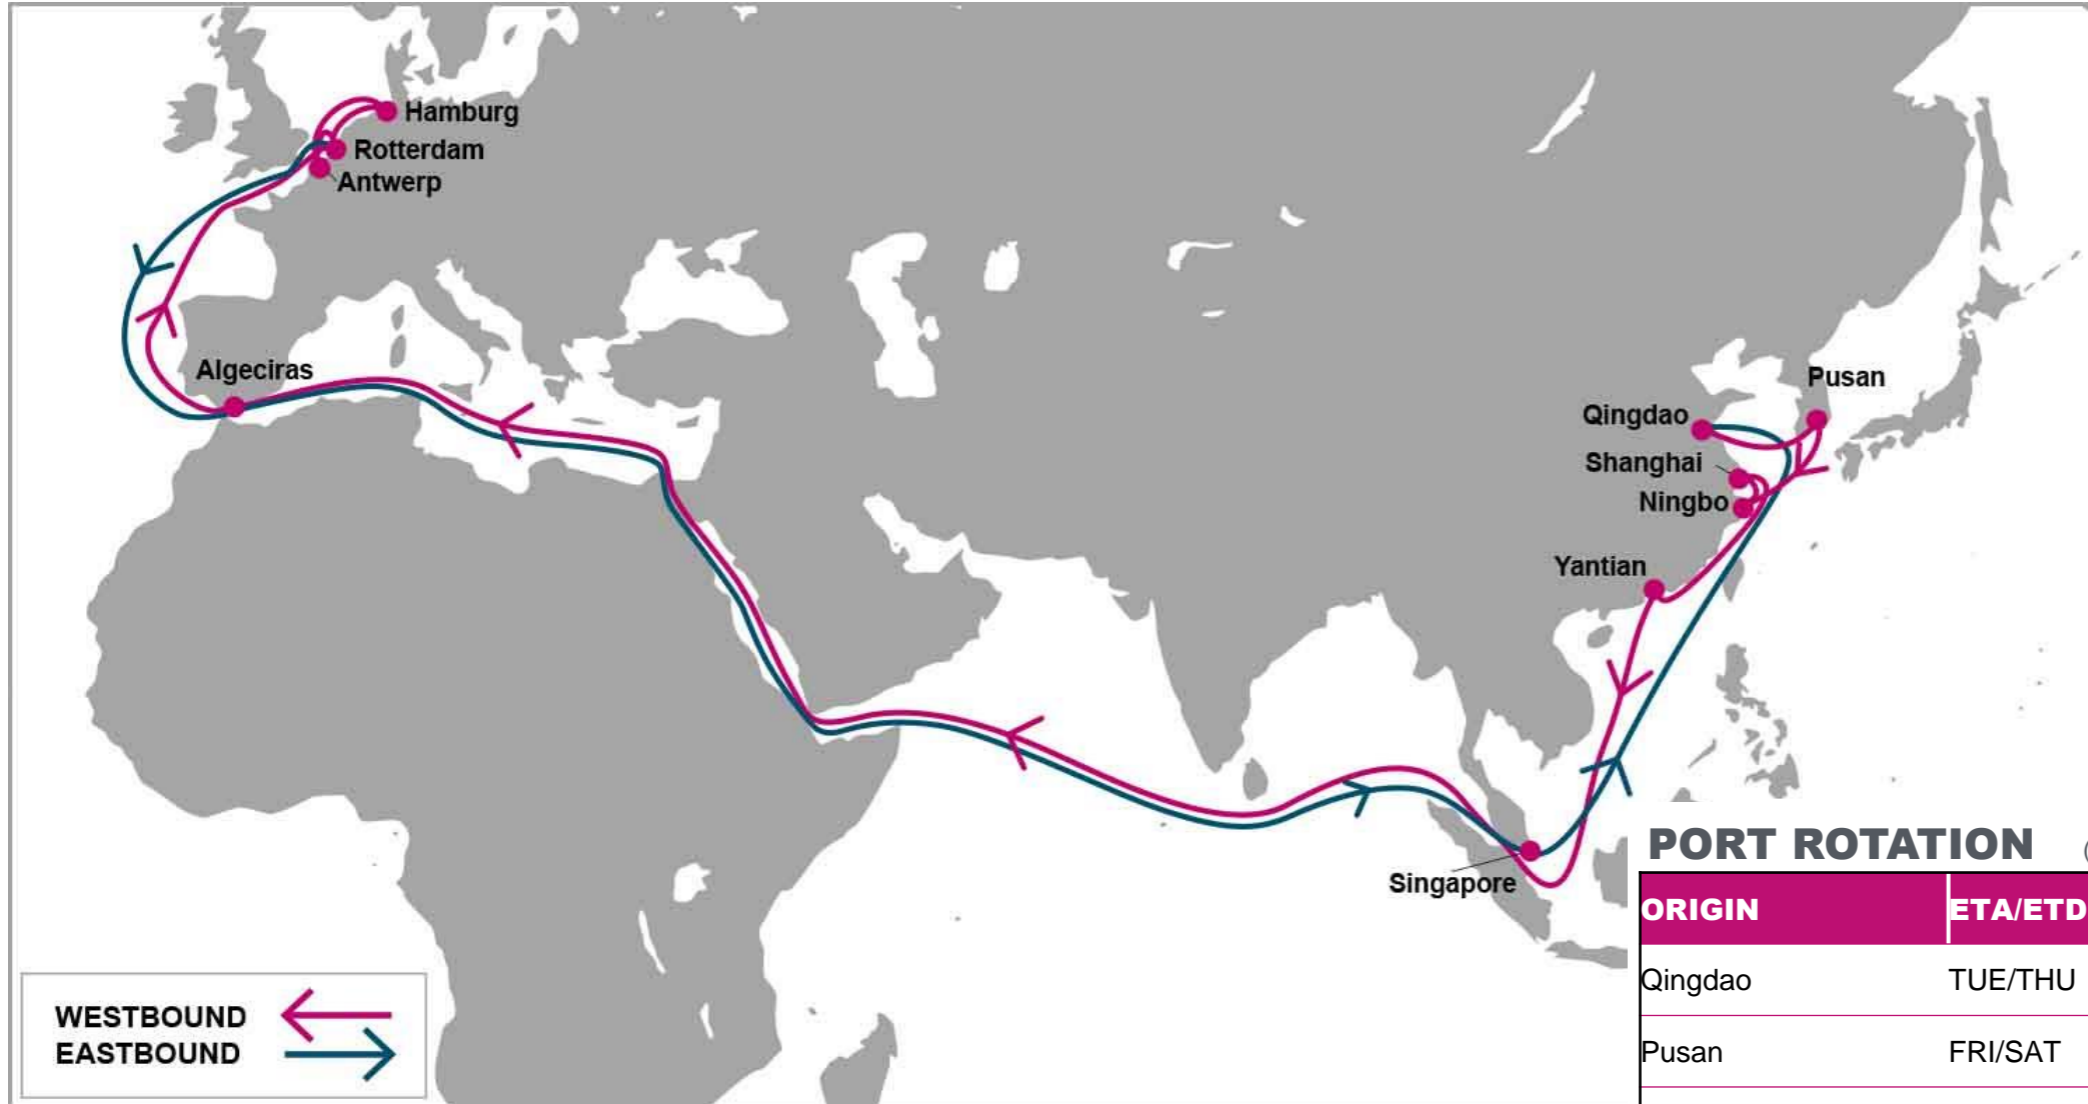 Hamburg
Rotterdam
Antwerp
Algeciras
Pusan
Qingdao
Shanghai
Ningbo
Yantian
Singapore
WESTBOUND
EASTBOUND
PORT ROTATION (
ORIGIN ETA/ETD
Qingdao TUE/THU
Pusan FRI/SAT